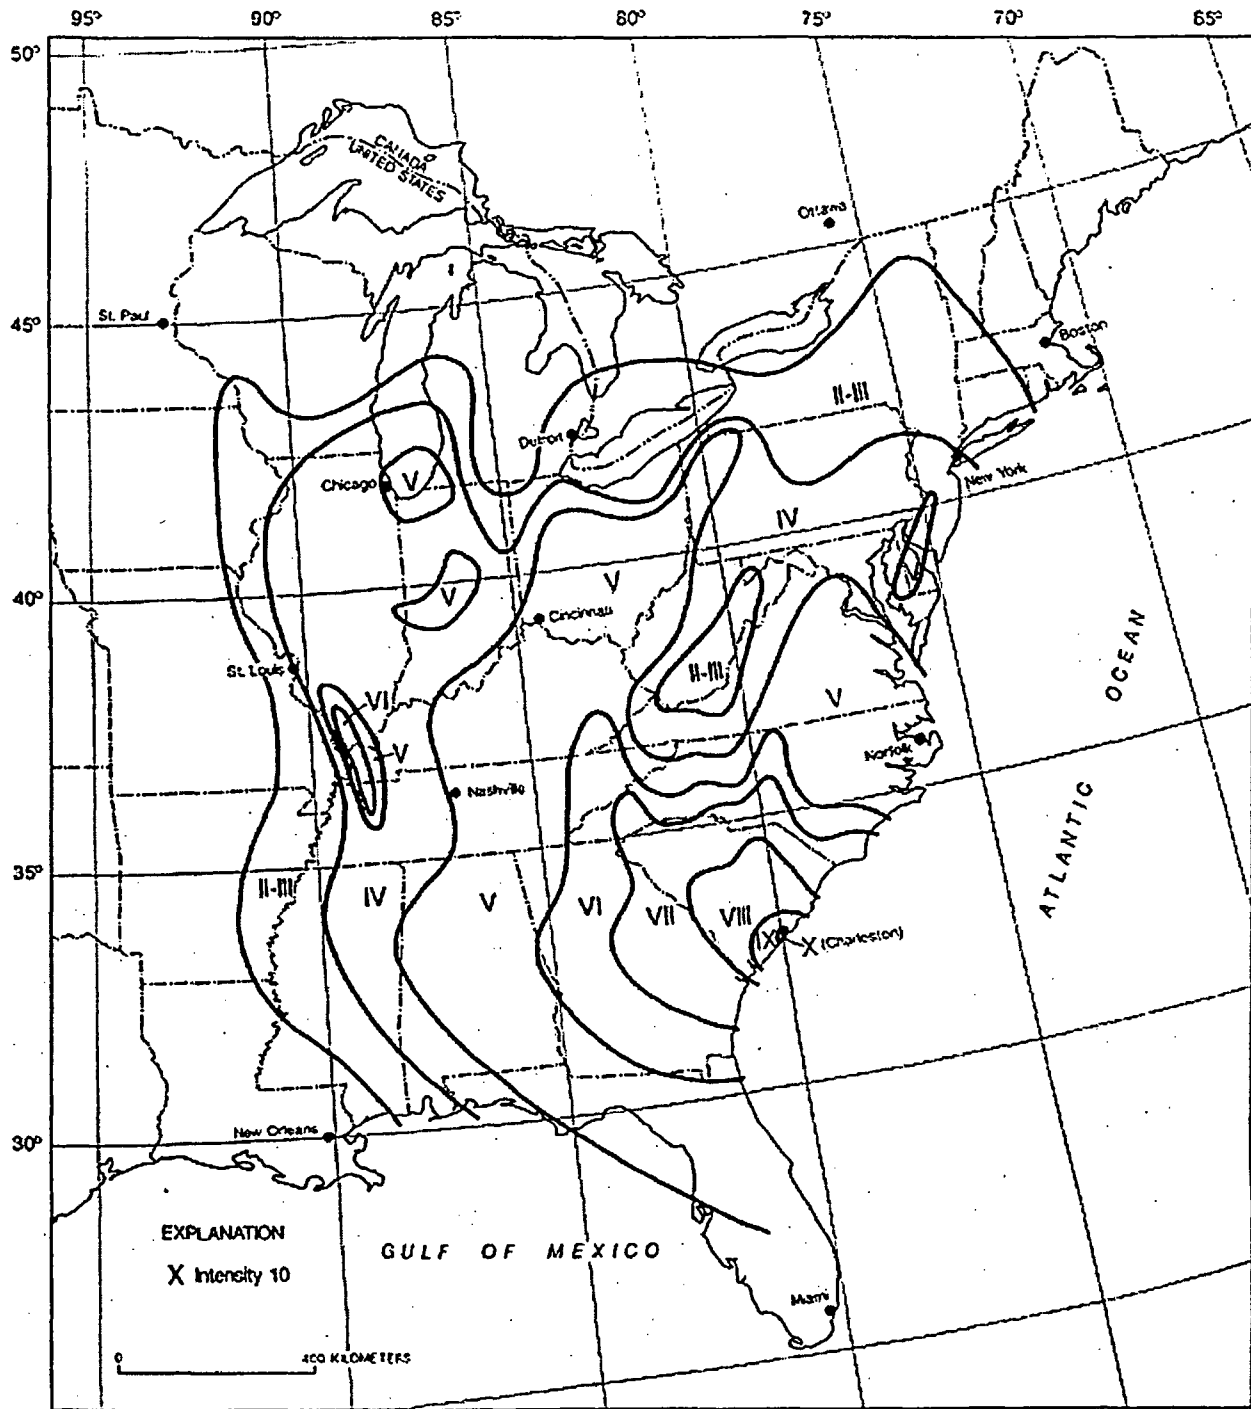 95° 90° 85° 80° 75° 70° 65°
50°
CANADA
UNITED STATES
Ottawa
45°
St. Paul
Boston
II-III
Detroit
Chicago
V
New York
IV
V
V
40°
Cincinnati
St. Louis
II-III
VI
V
V
OCEAN
Norfolk
Nashville
ATLANTIC
35°
II-III
IV
V
VI
VII
VIII
IX
X (Charleston)
30°
New Orleans
EXPLANATION
X Intensity 10
GULF OF MEXICO
Miami
0 400 KILOMETERS